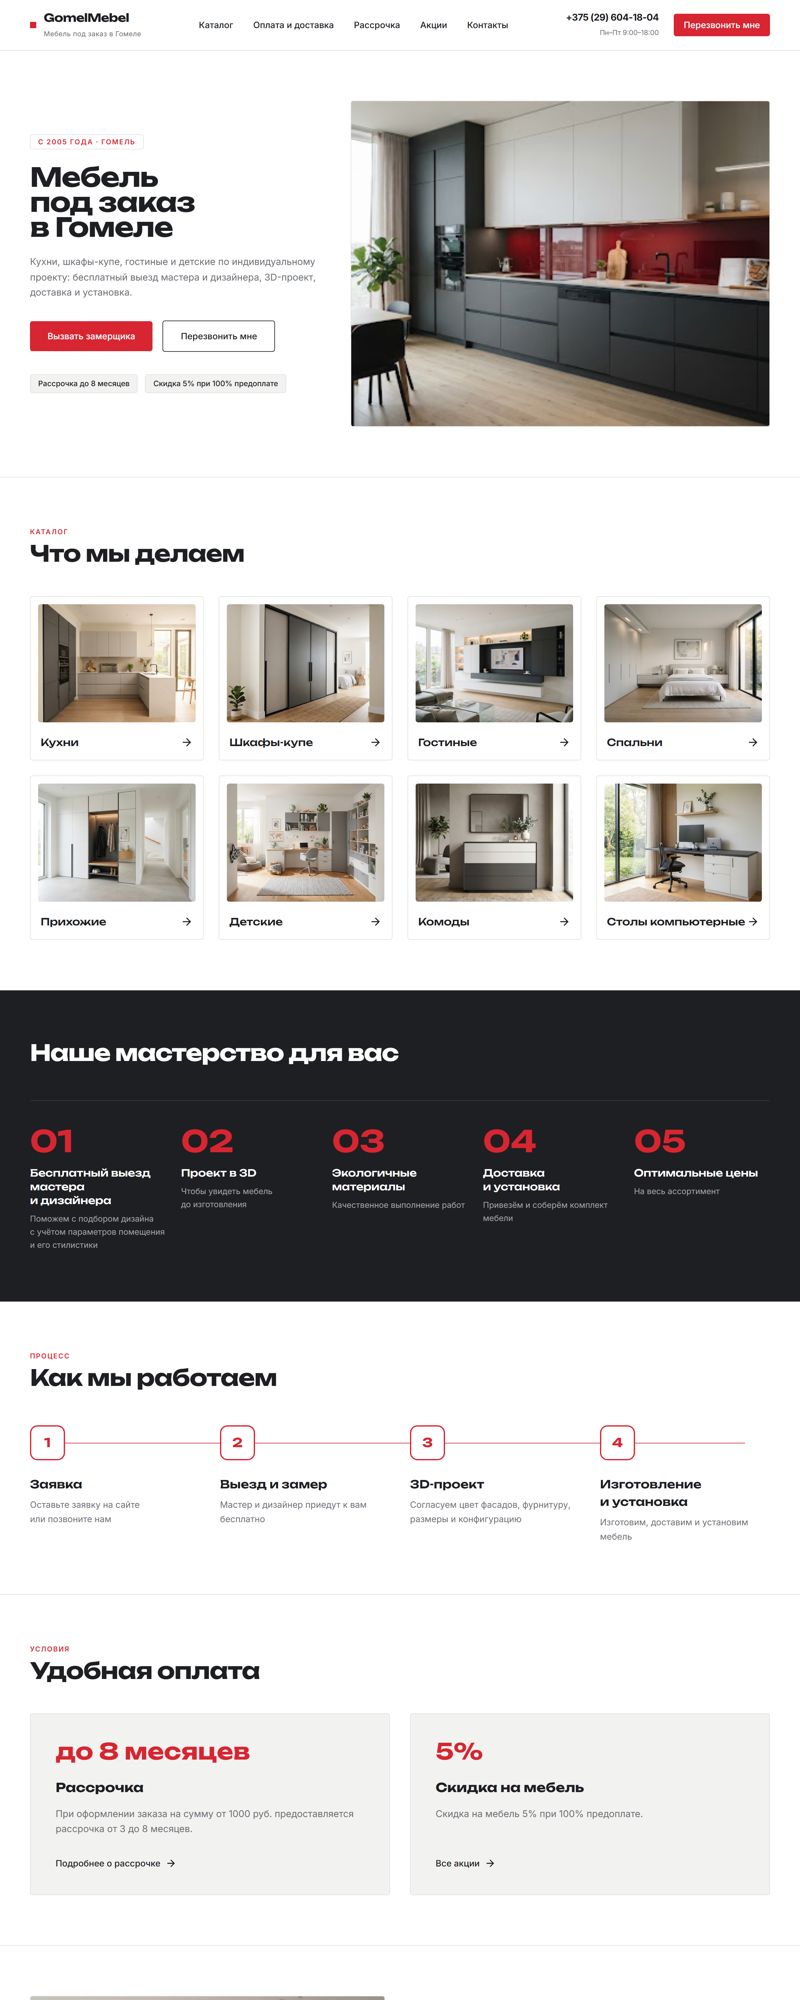 GomelMebel
Мебель под заказ в Гомеле
Каталог
Оплата и доставка
Рассрочка
Акции
Контакты
+375 (29) 604-18-04
Пн–Пт 9:00–18:00
Перезвонить мне
С 2005 ГОДА · ГОМЕЛЬ
Мебель
под заказ
в Гомеле
Кухни, шкафы-купе, гостиные и детские по индивидуальному
проекту: бесплатный выезд мастера и дизайнера, 3D-проект,
доставка и установка.
Вызвать замерщика
Перезвонить мне
Рассрочка до 8 месяцев
Скидка 5% при 100% предоплате
КАТАЛОГ
Что мы делаем
Кухни
Шкафы-купе
Гостиные
Спальни
Прихожие
Детские
Комоды
Столы компьютерные
Наше мастерство для вас
01
Бесплатный выезд
мастера
и дизайнера
Поможем с подбором дизайна
с учётом параметров помещения
и его стилистики
02
Проект в 3D
Чтобы увидеть мебель
до изготовления
03
Экологичные
материалы
Качественное выполнение работ
04
Доставка
и установка
Привезём и соберём комплект
мебели
05
Оптимальные цены
На весь ассортимент
ПРОЦЕСС
Как мы работаем
1
Заявка
Оставьте заявку на сайте
или позвоните нам
2
Выезд и замер
Мастер и дизайнер приедут к вам
бесплатно
3
3D-проект
Согласуем цвет фасадов, фурнитуру,
размеры и конфигурацию
4
Изготовление
и установка
Изготовим, доставим и установим
мебель
УСЛОВИЯ
Удобная оплата
до 8 месяцев
Рассрочка
При оформлении заказа на сумму от 1000 руб. предоставляется
рассрочка от 3 до 8 месяцев.
Подробнее о рассрочке
5%
Скидка на мебель
Скидка на мебель 5% при 100% предоплате.
Все акции